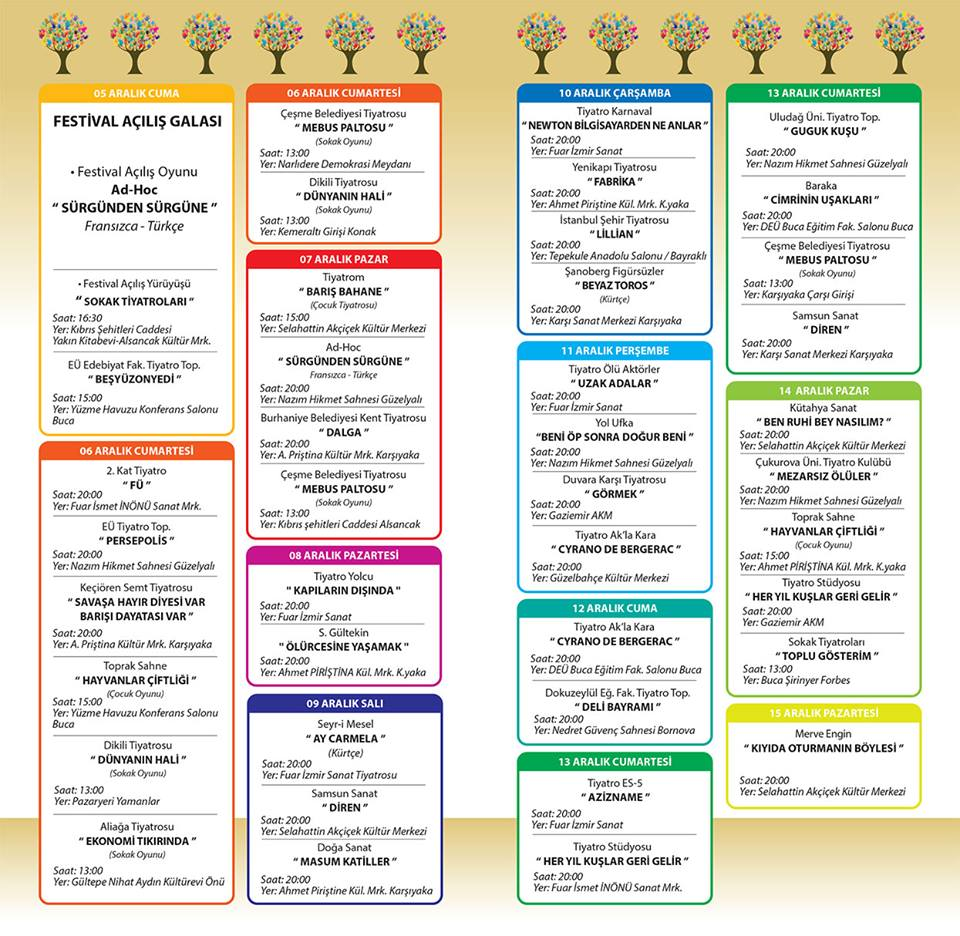 05 ARALIK CUMA
FESTİVAL AÇILIŞ GALASI
• Festival Açılış Oyunu
Ad-Hoc
“ SÜRGÜNDEN SÜRGÜNE ”
Fransızca - Türkçe
• Festival Açılış Yürüyüşü
“ SOKAK TİYATROLARI ”
Saat: 16:30
Yer: Kıbrıs Şehitleri Caddesi
Yakın Kitabevi-Alsancak Kültür Mrk.
EÜ Edebiyat Fak. Tiyatro Top.
“ BEŞYÜZONYEDİ ”
Saat: 15:00
Yer: Yüzme Havuzu Konferans Salonu
Buca
06 ARALIK CUMARTESİ
2. Kat Tiyatro
“ FÜ ”
Saat: 20:00
Yer: Fuar İsmet İNÖNÜ Sanat Mrk.
EÜ Tiyatro Top.
“ PERSEPOLİS ”
Saat: 20:00
Yer: Nazım Hikmet Sahnesi Güzelyalı
Keçiören Semt Tiyatrosu
“ SAVAŞA HAYIR DİYESİ VAR
BARIŞI DAYATASI VAR ”
Saat: 20:00
Yer: A. Priştina Kültür Mrk. Karşıyaka
Toprak Sahne
“ HAYVANLAR ÇİFTLİĞİ ”
(Çocuk Oyunu)
Saat: 15:00
Yer: Yüzme Havuzu Konferans Salonu
Buca
Dikili Tiyatrosu
“ DÜNYANIN HALİ ”
(Sokak Oyunu)
Saat: 13:00
Yer: Pazaryeri Yamanlar
Aliağa Tiyatrosu
“ EKONOMİ TIKIRINDA ”
(Sokak Oyunu)
Saat: 13:00
Yer: Gültepe Nihat Aydın Kültürevi Önü
06 ARALIK CUMARTESİ
Çeşme Belediyesi Tiyatrosu
“ MEBUS PALTOSU ”
(Sokak Oyunu)
Saat: 13:00
Yer: Narlıdere Demokrasi Meydanı
Dikili Tiyatrosu
“ DÜNYANIN HALİ ”
(Sokak Oyunu)
Saat: 13:00
Yer: Kemeraltı Girişi Konak
07 ARALIK PAZAR
Tiyatrom
“ BARIŞ BAHANE ”
(Çocuk Tiyatrosu)
Saat: 15:00
Yer: Selahattin Akçiçek Kültür Merkezi
Ad-Hoc
“ SÜRGÜNDEN SÜRGÜNE ”
Fransızca - Türkçe
Saat: 20:00
Yer: Nazım Hikmet Sahnesi Güzelyalı
Burhaniye Belediyesi Kent Tiyatrosu
“ DALGA ”
Saat: 20:00
Yer: A. Priştina Kültür Mrk. Karşıyaka
Çeşme Belediyesi Tiyatrosu
“ MEBUS PALTOSU ”
(Sokak Oyunu)
Saat: 13:00
Yer: Kıbrıs şehitleri Caddesi Alsancak
08 ARALIK PAZARTESİ
Tiyatro Yolcu
" KAPILARIN DIŞINDA "
Saat: 20:00
Yer: Fuar İzmir Sanat
S. Gültekin
" ÖLÜRCESİNE YAŞAMAK "
Saat: 20:00
Yer: Ahmet PİRİŞTİNA Kül. Mrk. K.yaka
09 ARALIK SALI
Seyr-i Mesel
“ AY CARMELA ”
(Kürtçe)
Saat: 20:00
Yer: Fuar İzmir Sanat Tiyatrosu
Samsun Sanat
“ DİREN ”
Saat: 20:00
Yer: Selahattin Akçiçek Kültür Merkezi
Doğa Sanat
“ MASUM KATİLLER ”
Saat: 20:00
Yer: Ahmet Piriştine Kül. Mrk. Karşıyaka
10 ARALIK ÇARŞAMBA
Tiyatro Karnaval
“ NEWTON BİLGİSAYARDEN NE ANLAR ”
Saat: 20:00
Yer: Fuar İzmir Sanat
Yenikapı Tiyatrosu
“ FABRİKA ”
Saat: 20:00
Yer: Ahmet Piriştine Kül. Mrk. K.yaka
İstanbul Şehir Tiyatrosu
“ LİLLİAN ”
Saat: 20:00
Yer: Tepekule Anadolu Salonu / Bayraklı
Şanoberg Figürsüzler
“ BEYAZ TOROS ”
(Kürtçe)
Saat: 20:00
Yer: Karşı Sanat Merkezi Karşıyaka
11 ARALIK PERŞEMBE
Tiyatro Ölü Aktörler
“ UZAK ADALAR ”
Saat: 20:00
Yer: Fuar İzmir Sanat
Yol Ufka
“BENİ ÖP SONRA DOĞUR BENİ ”
Saat: 20:00
Yer: Nazım Hikmet Sahnesi Güzelyalı
Duvara Karşı Tiyatrosu
“ GÖRMEK ”
Saat: 20:00
Yer: Gaziemir AKM
Tiyatro Ak’la Kara
“ CYRANO DE BERGERAC ”
Saat: 20:00
Yer: Güzelbahçe Kültür Merkezi
12 ARALIK CUMA
Tiyatro Ak’la Kara
“ CYRANO DE BERGERAC ”
Saat: 20:00
Yer: DEÜ Buca Eğitim Fak. Salonu Buca
Dokuzeylül Eğ. Fak. Tiyatro Top.
“ DELİ BAYRAMI ”
Saat: 20:00
Yer: Nedret Güvenç Sahnesi Bornova
13 ARALIK CUMARTESİ
Tiyatro ES-5
“ AZİZNAME ”
Saat: 20:00
Yer: Fuar İzmir Sanat
Tiyatro Stüdyosu
“ HER YIL KUŞLAR GERİ GELİR ”
Saat: 20:00
Yer: Fuar İsmet İNÖNÜ Sanat Mrk.
13 ARALIK CUMARTESİ
Uludağ Üni. Tiyatro Top.
“ GUGUK KUŞU ”
Saat: 20:00
Yer: Nazım Hikmet Sahnesi Güzelyalı
Baraka
“ CİMRİNİN UŞAKLARI ”
Saat: 20:00
Yer: DEÜ Buca Eğitim Fak. Salonu Buca
Çeşme Belediyesi Tiyatrosu
“ MEBUS PALTOSU ”
(Sokak Oyunu)
Saat: 13:00
Yer: Karşıyaka Çarşı Girişi
Samsun Sanat
“ DİREN ”
Saat: 20:00
Yer: Karşı Sanat Merkezi Karşıyaka
14 ARALIK PAZAR
Kütahya Sanat
“ BEN RUHİ BEY NASILIM? ”
Saat: 20:00
Yer: Selahattin Akçiçek Kültür Merkezi
Çukurova Üni. Tiyatro Kulübü
“ MEZARSIZ ÖLÜLER ”
Saat: 20:00
Yer: Nazım Hikmet Sahnesi Güzelyalı
Toprak Sahne
“ HAYVANLAR ÇİFTLİĞİ ”
(Çocuk Oyunu)
Saat: 15:00
Yer: Ahmet PİRİŞTİNA Kül. Mrk. K.yaka
Tiyatro Stüdyosu
“ HER YIL KUŞLAR GERİ GELİR ”
Saat: 20:00
Yer: Gaziemir AKM
Sokak Tiyatroları
“ TOPLU GÖSTERİM ”
Saat: 13:00
Yer: Buca Şirinyer Forbes
15 ARALIK PAZARTESİ
Merve Engin
“ KIYIDA OTURMANIN BÖYLESİ ”
Saat: 20:00
Yer: Selahattin Akçiçek Kültür Merkezi